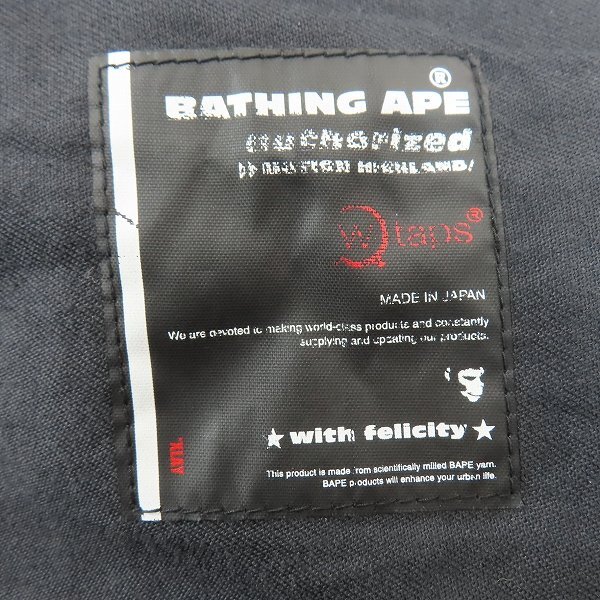 BATHING APE®
authorized
Wtaps®
MADE IN JAPAN
We are devoted to making world-class products and constantly
supplying and updating our products.
★ with felicity ★
This product is made from scientifically milled BAPE yarn.
BAPE products will enhance your urban life.